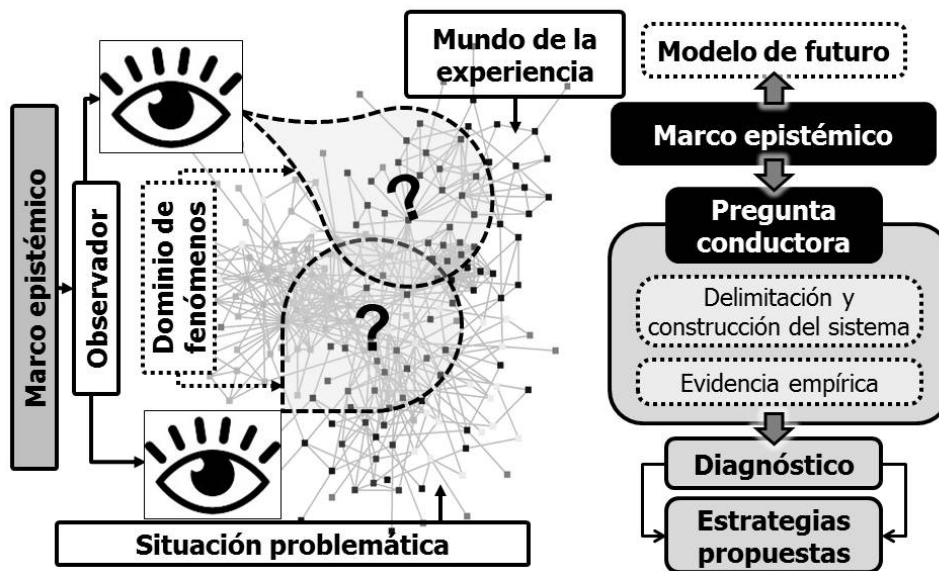 Marco epistémico
Observador
Dominio de
fenómenos
Mundo de la
experiencia
?
?
Situación problemática
Modelo de futuro
Marco epistémico
Pregunta
conductora
Delimitación y
construcción del sistema
Evidencia empírica
Diagnóstico
Estrategias
propuestas